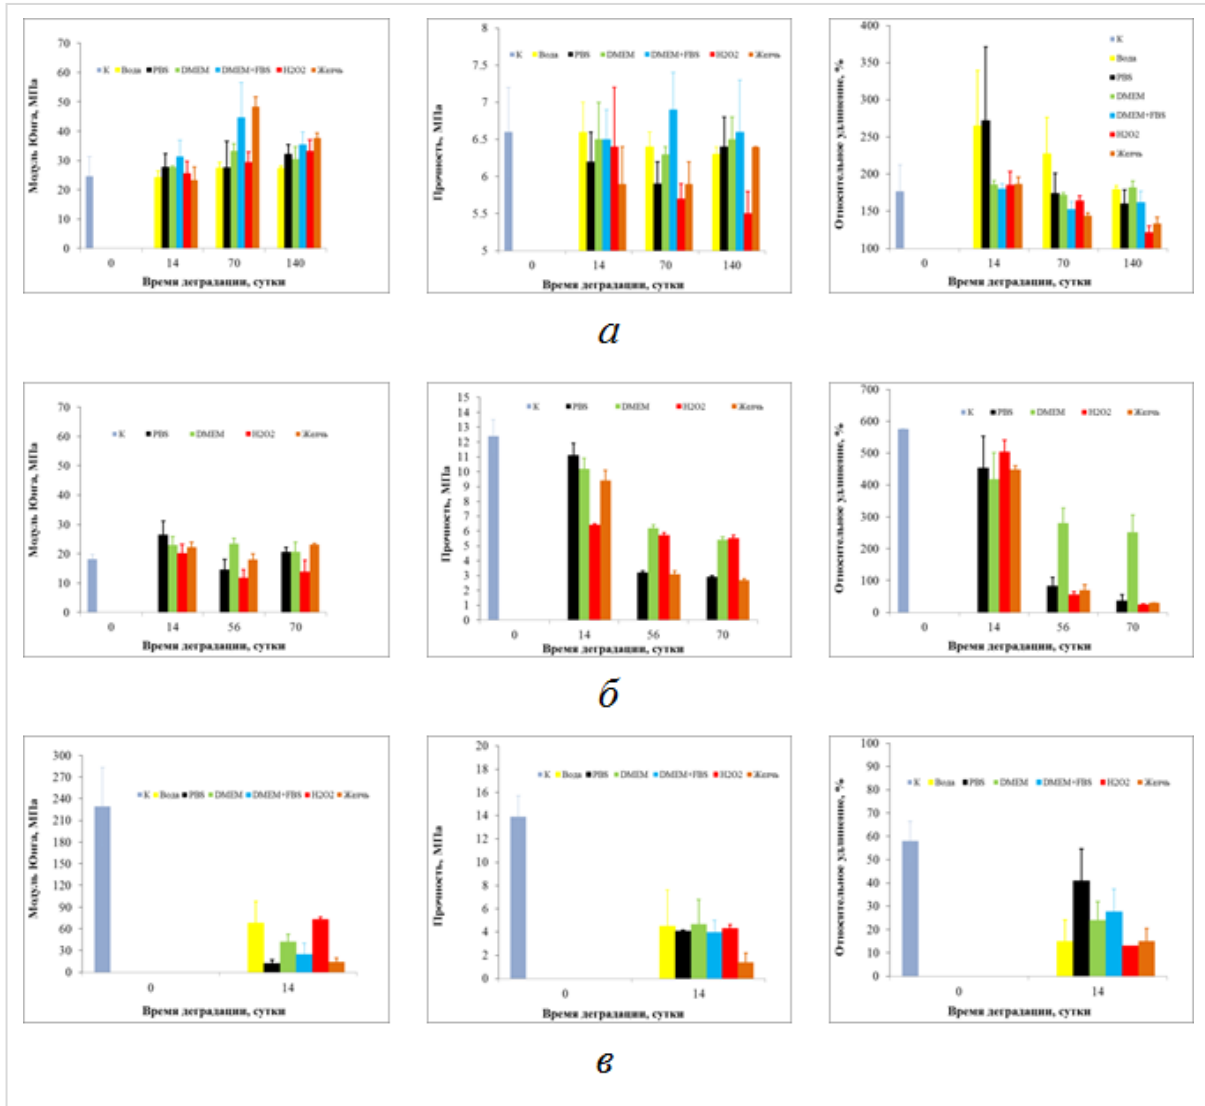 Модуль Юнга, МПа
70
60
50
40
30
20
10
0
К Вода PBS DMEM DMEM+FBS H2O2 Желчь
0 14 70 140
Время деградации, сутки
Прочность, МПа
8
7,5
7
6,5
6
5,5
5
К Вода PBS DMEM DMEM+FBS H2O2 Желчь
0 14 70 140
Время деградации, сутки
Относительное удлинение, %
400
350
300
250
200
150
100
К
Вода
PBS
DMEM
DMEM+FBS
H2O2
Желчь
0 14 70 140
Время деградации, сутки
а
Модуль Юнга, МПа
70
60
50
40
30
20
10
0
К PBS DMEM H2O2 Желчь
0 14 56 70
Время деградации, сутки
Прочность, МПа
15
14
13
12
11
10
9
8
7
6
5
4
3
2
1
0
К PBS DMEM H2O2 Желчь
0 14 56 70
Время деградации, сутки
Относительное удлинение, %
700
600
500
400
300
200
100
0
К PBS DMEM H2O2 Желчь
0 14 56 70
Время деградации, сутки
б
Модуль Юнга, МПа
300
270
240
210
180
150
120
90
60
30
0
К Вода PBS DMEM DMEM+FBS H2O2 Желчь
0 14
Время деградации, сутки
Прочность, МПа
20
18
16
14
12
10
8
6
4
2
0
К Вода PBS DMEM DMEM+FBS H2O2 Желчь
0 14
Время деградации, сутки
Относительное удлинение, %
100
90
80
70
60
50
40
30
20
10
0
К Вода PBS DMEM DMEM+FBS H2O2 Желчь
0 14
Время деградации, сутки
в